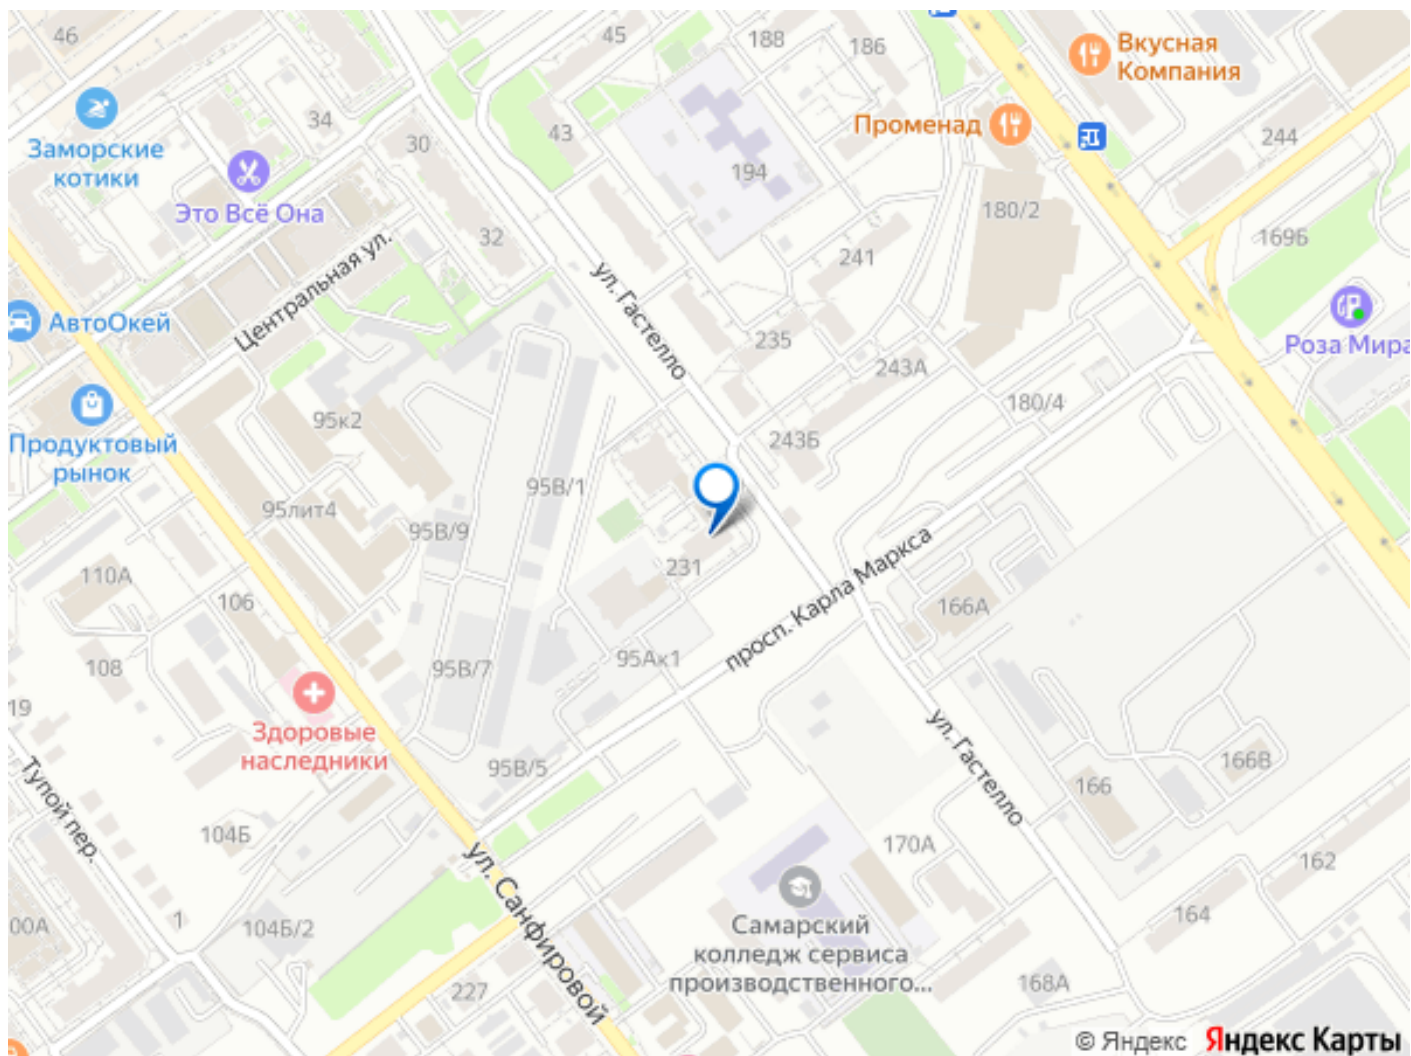 46
45
188
186
Вкусная
Компания
Променад
34
30
43
244
Заморские
котики
194
Это Всё Она
180/2
32
169Б
Центральная ул.
241
ул. Гастелло
АвтоОкей
235
Роза Мира
243А
95к2
180/4
Продуктовый
рынок
243Б
95В/1
95лит4
95В/9
231
просп. Карла Маркса
110А
106
166А
108
95В/7
95Ак1
19
Здоровые
наследники
ул. Гастелло
95В/5
166В
166
Тупой пер.
104Б
170А
162
ул. Санфировой
1
00А
104Б/2
164
Самарский
колледж сервиса
производственного...
227
168А
© Яндекс Яндекс Карты